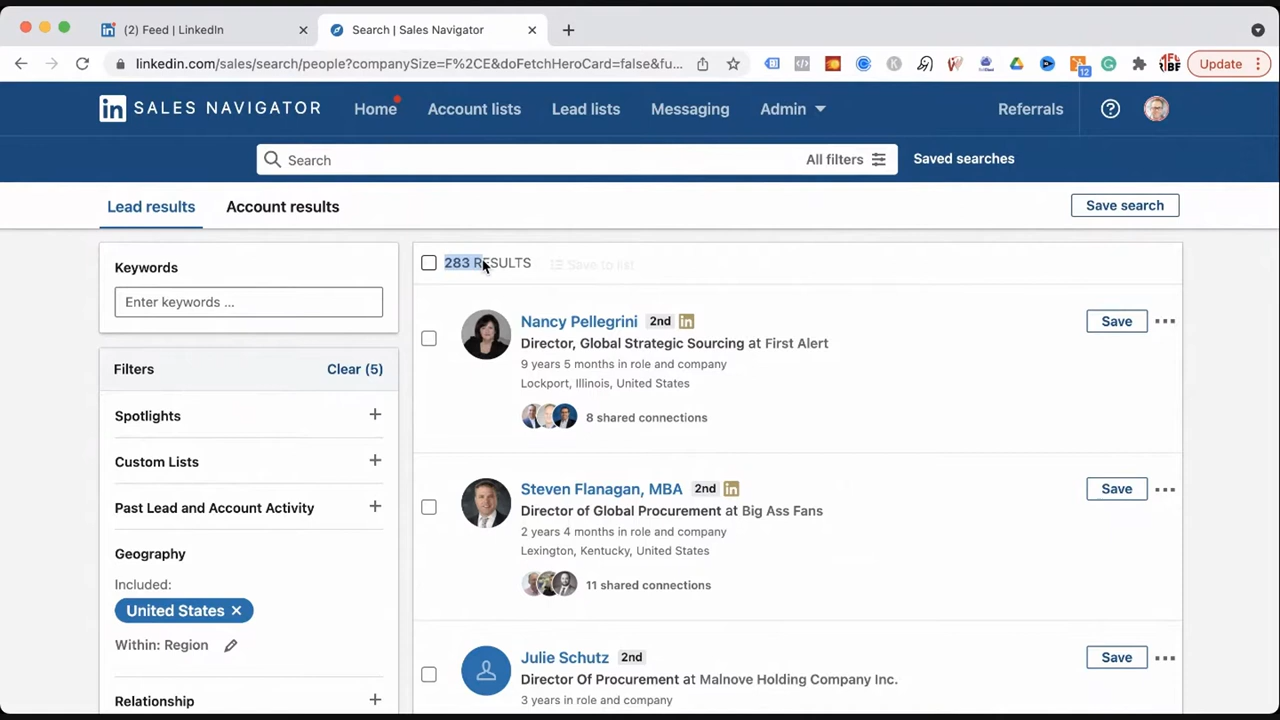 (2) Feed | LinkedIn
Search | Sales Navigator
linkedin.com/sales/search/people?companySize=F%2CE&doFetchHeroCard=false&fu...
12
Update
in SALES NAVIGATOR
Home
Account lists
Lead lists
Messaging
Admin
Referrals
Search
All filters
Saved searches
Lead results
Account results
Save search
Keywords
Enter keywords ...
Filters
Clear (5)
Spotlights
Custom Lists
Past Lead and Account Activity
Geography
Included:
United States
Within: Region
Relationship
283 RESULTS
Save to list
Nancy Pellegrini 2nd in
Save
Director, Global Strategic Sourcing at First Alert
9 years 5 months in role and company
Lockport, Illinois, United States
8 shared connections
Steven Flanagan, MBA 2nd in
Save
Director of Global Procurement at Big Ass Fans
2 years 4 months in role and company
Lexington, Kentucky, United States
11 shared connections
Julie Schutz 2nd
Save
Director Of Procurement at Malnove Holding Company Inc.
3 years in role and company